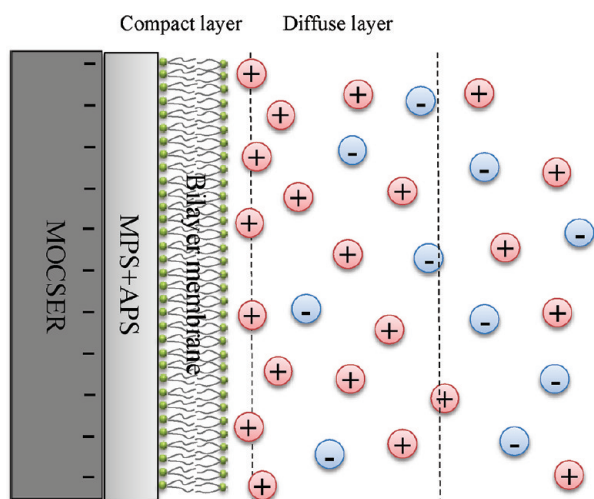 Compact layer
Diffuse layer
MOCSER
MPS+APS
Bilayer membrane